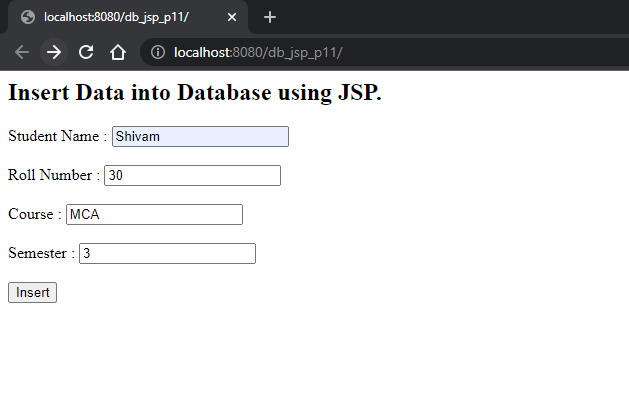 localhost:8080/db_jsp_p11/
localhost:8080/db_jsp_p11/
Insert Data into Database using JSP.
Student Name : Shivam
Roll Number : 30
Course : MCA
Semester : 3
Insert